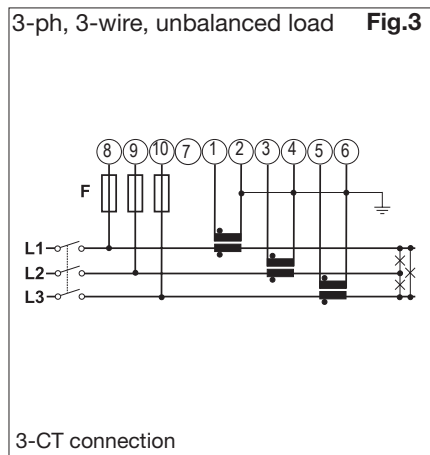 3-ph, 3-wire, unbalanced load Fig.3
8 9 10 7 1 2 3 4 5 6
F
L1
L2
L3
3-CT connection